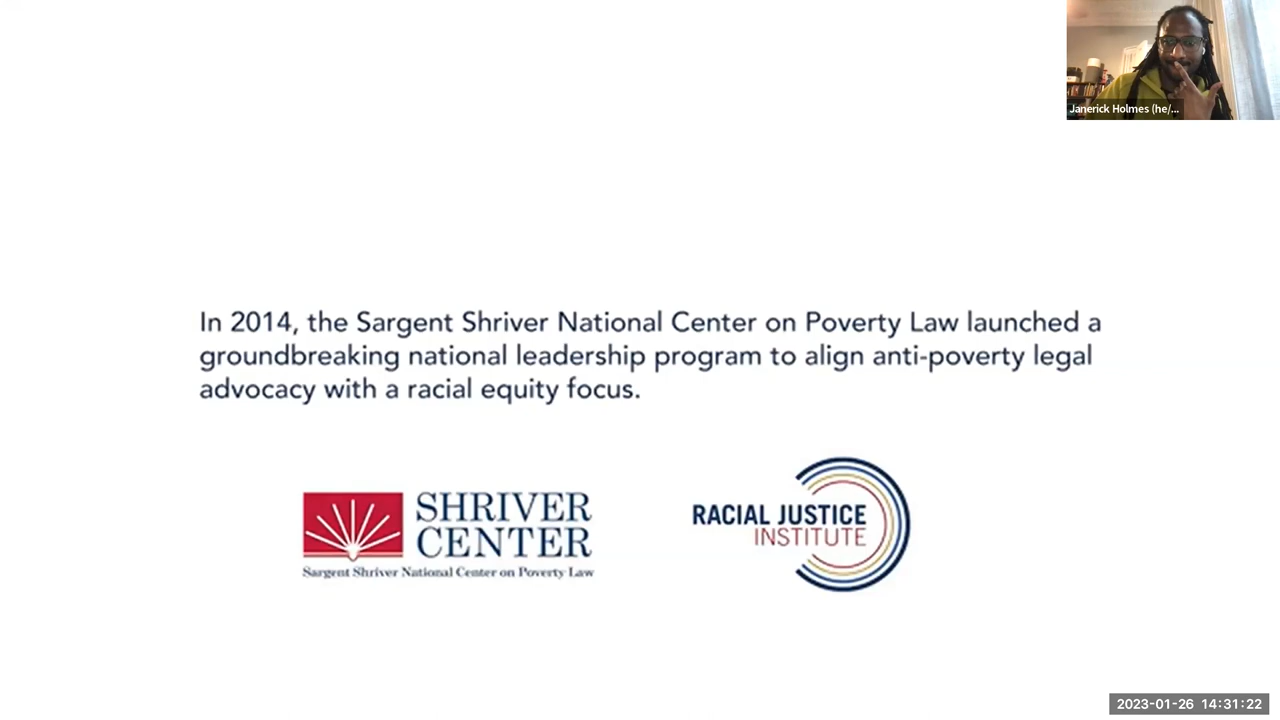 Janerick Holmes (he/...
In 2014, the Sargent Shriver National Center on Poverty Law launched a
groundbreaking national leadership program to align anti-poverty legal
advocacy with a racial equity focus.
SHRIVER
CENTER
Sargent Shriver National Center on Poverty Law
RACIAL JUSTICE
INSTITUTE
2023-01-26 14:31:22